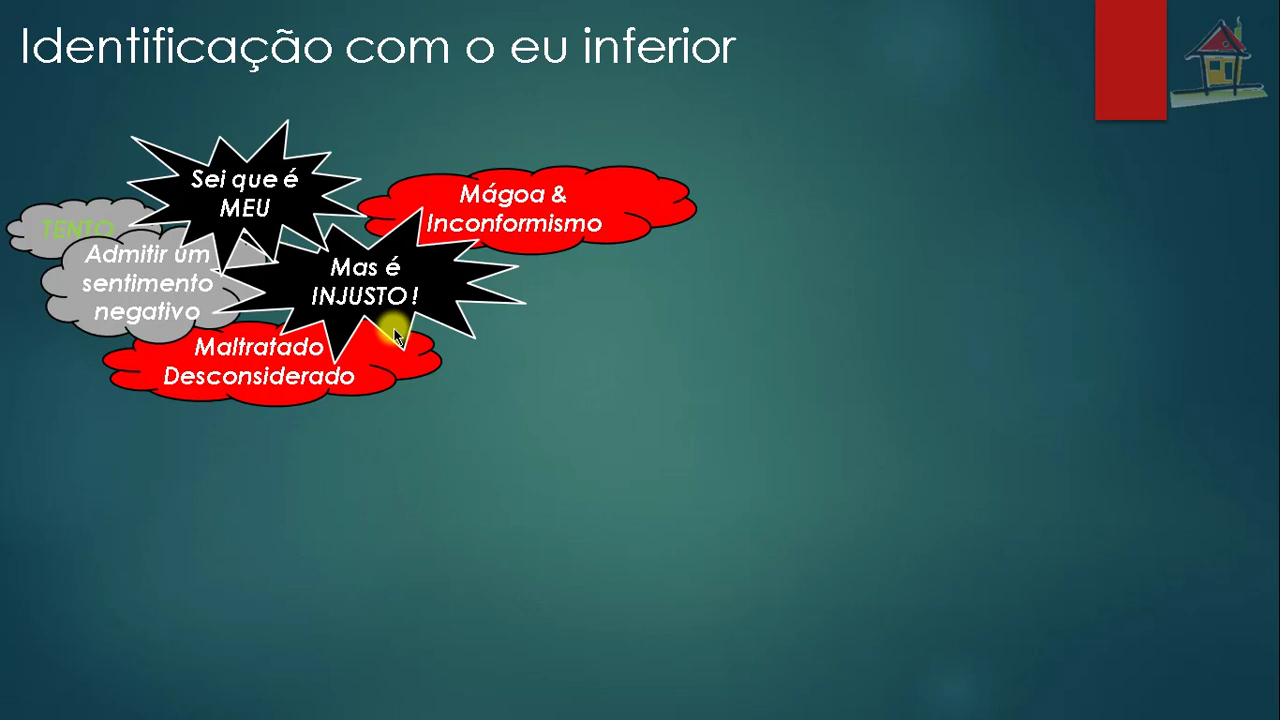 Identificação com o eu inferior
Sei que é
MEU
Mágoa &
Inconformismo
TENTO
Admitir um
sentimento
negativo
Mas é
INJUSTO!
Maltratado
Desconsiderado